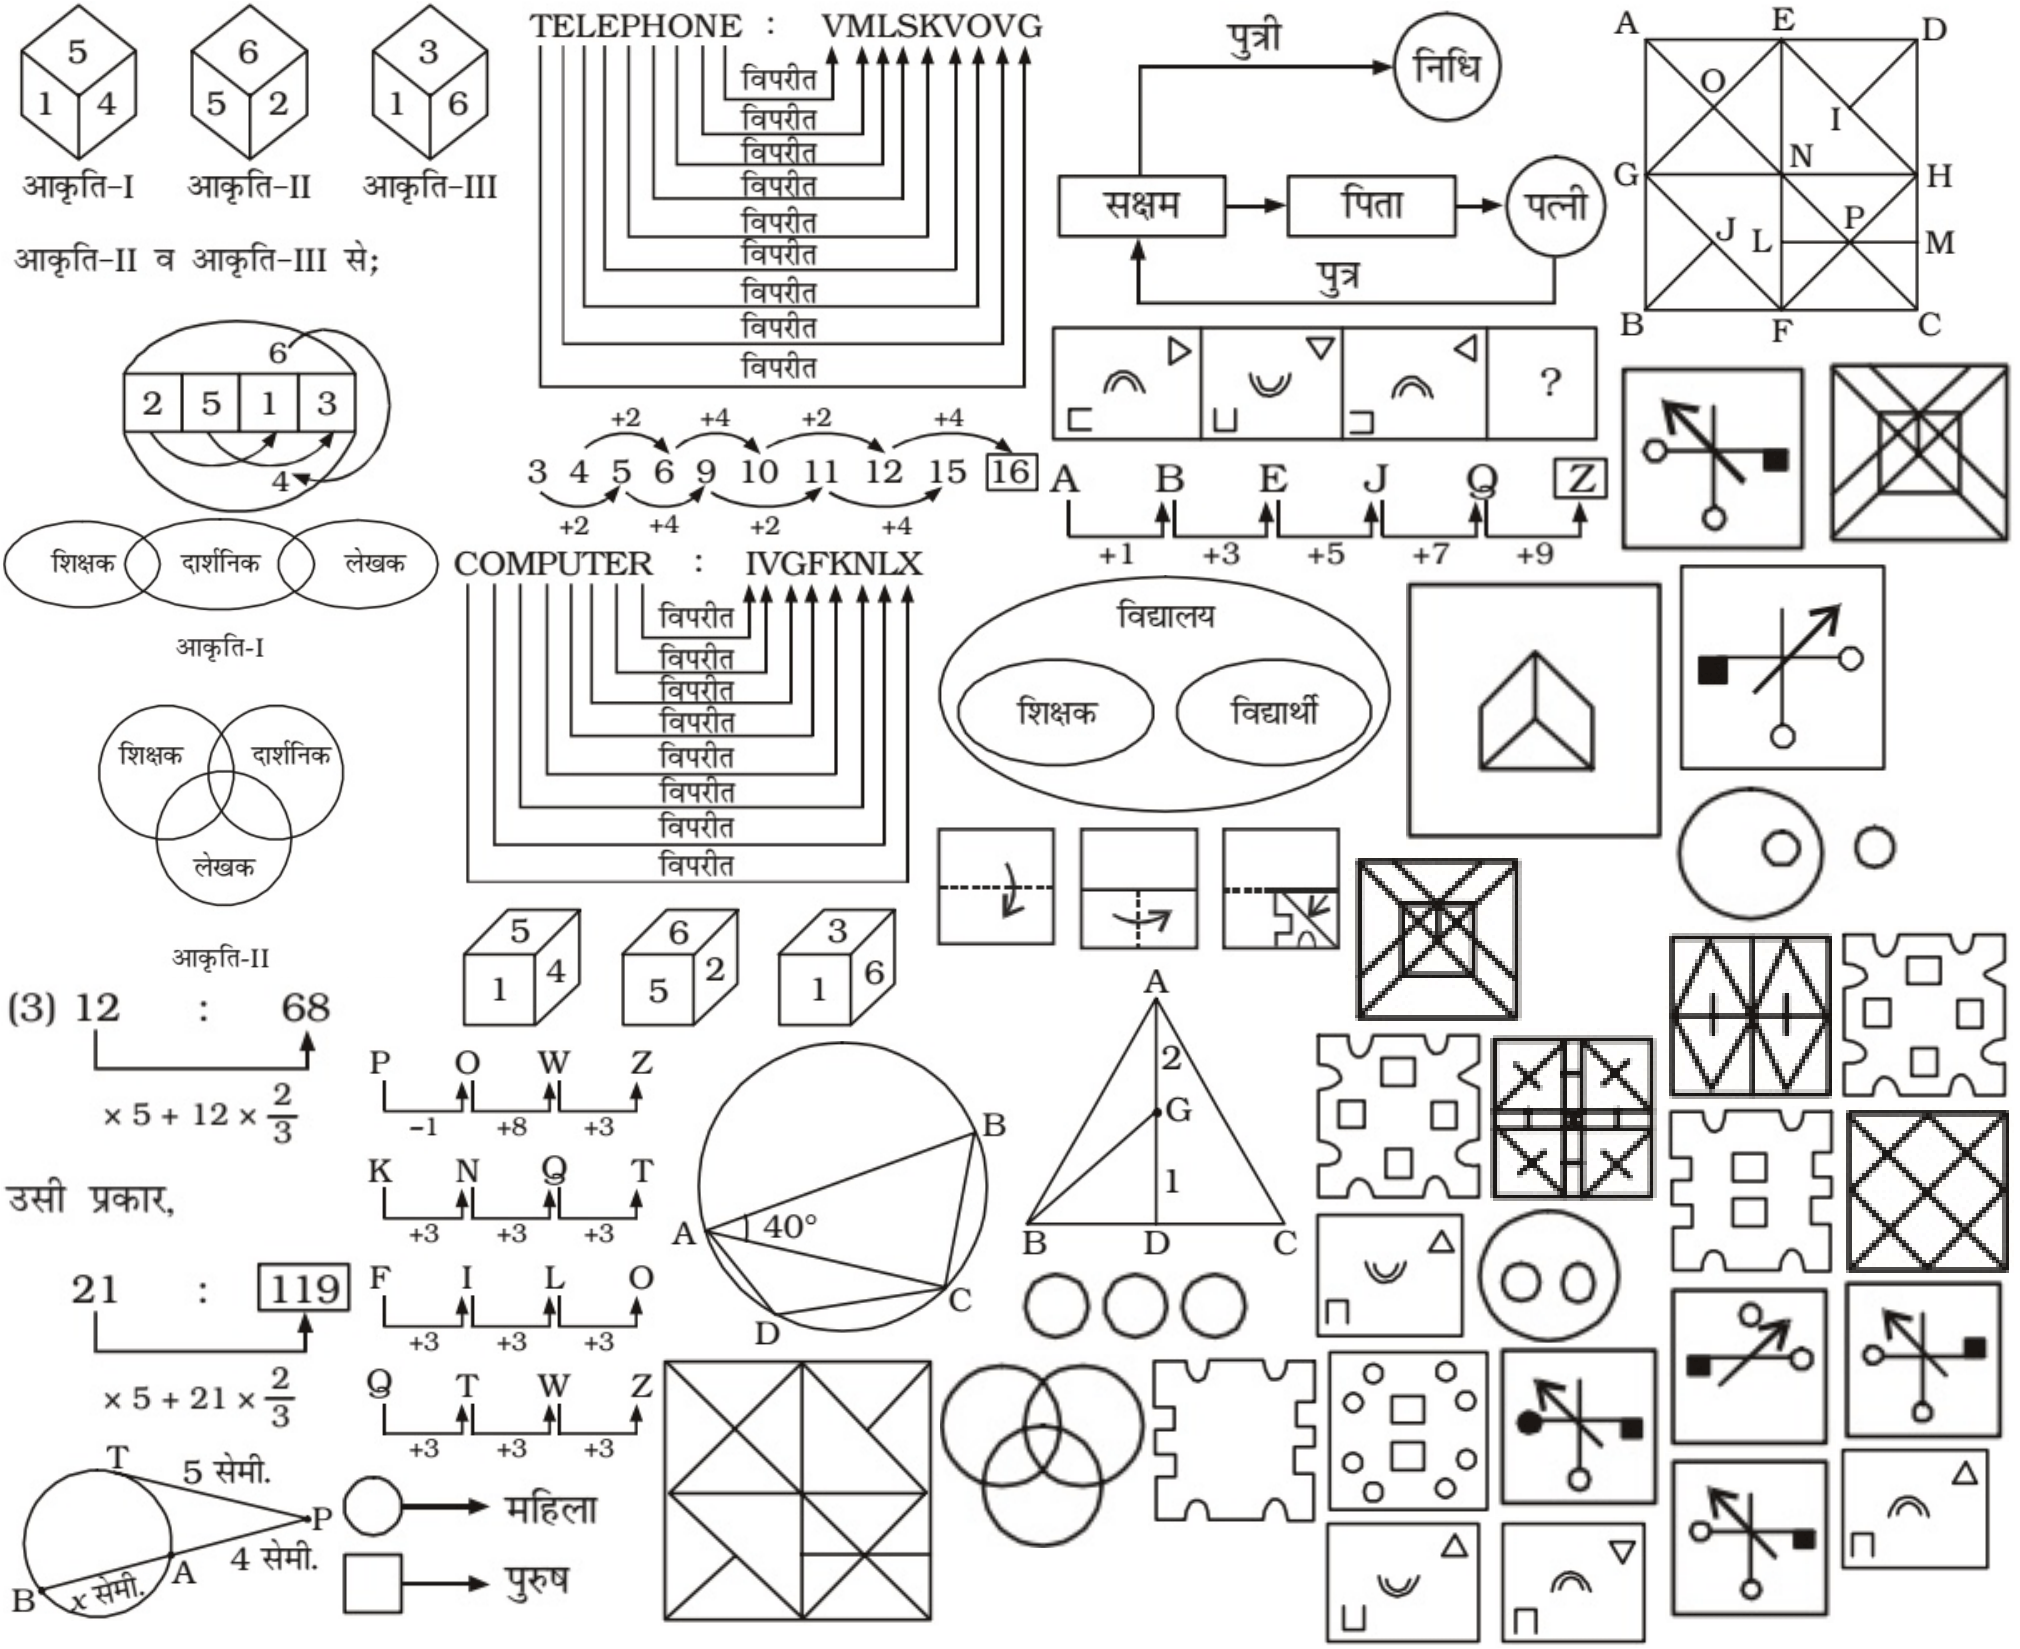 5
1 4
आकृति-I
6
5 2
आकृति-II
3
1 6
आकृति-III
आकृति-II व आकृति-III से;
6
2 5 1 3
4
शिक्षक दार्शनिक लेखक
आकृति-I
शिक्षक दार्शनिक
लेखक
आकृति-II
(3) 12 : 68
× 5 + 12 × 2/3
उसी प्रकार,
21 : 119
× 5 + 21 × 2/3
T
5 सेमी.
P
4 सेमी.
A
x सेमी.
B
TELEPHONE : VMLSKVOVG
विपरीत
विपरीत
विपरीत
विपरीत
विपरीत
विपरीत
विपरीत
विपरीत
विपरीत
+2 +4 +2 +4
3 4 5 6 9 10 11 12 15 16
+2 +4 +2 +4
COMPUTER : IVGFKNLX
विपरीत
विपरीत
विपरीत
विपरीत
विपरीत
विपरीत
विपरीत
विपरीत
5
1 4
6
5 2
3
1 6
P O W Z
–1 +8 +3
K N Q T
+3 +3 +3
F I L O
+3 +3 +3
Q T W Z
+3 +3 +3
महिला
पुरुष
पुत्री
निधि
सक्षम पिता पत्नी
पुत्र
?
A B E J Q Z
+1 +3 +5 +7 +9
विद्यालय
शिक्षक विद्यार्थी
B
A 40°
C
D
A
2
G
1
B D C
A E D
O
I
N
G H
P
J L M
B F C